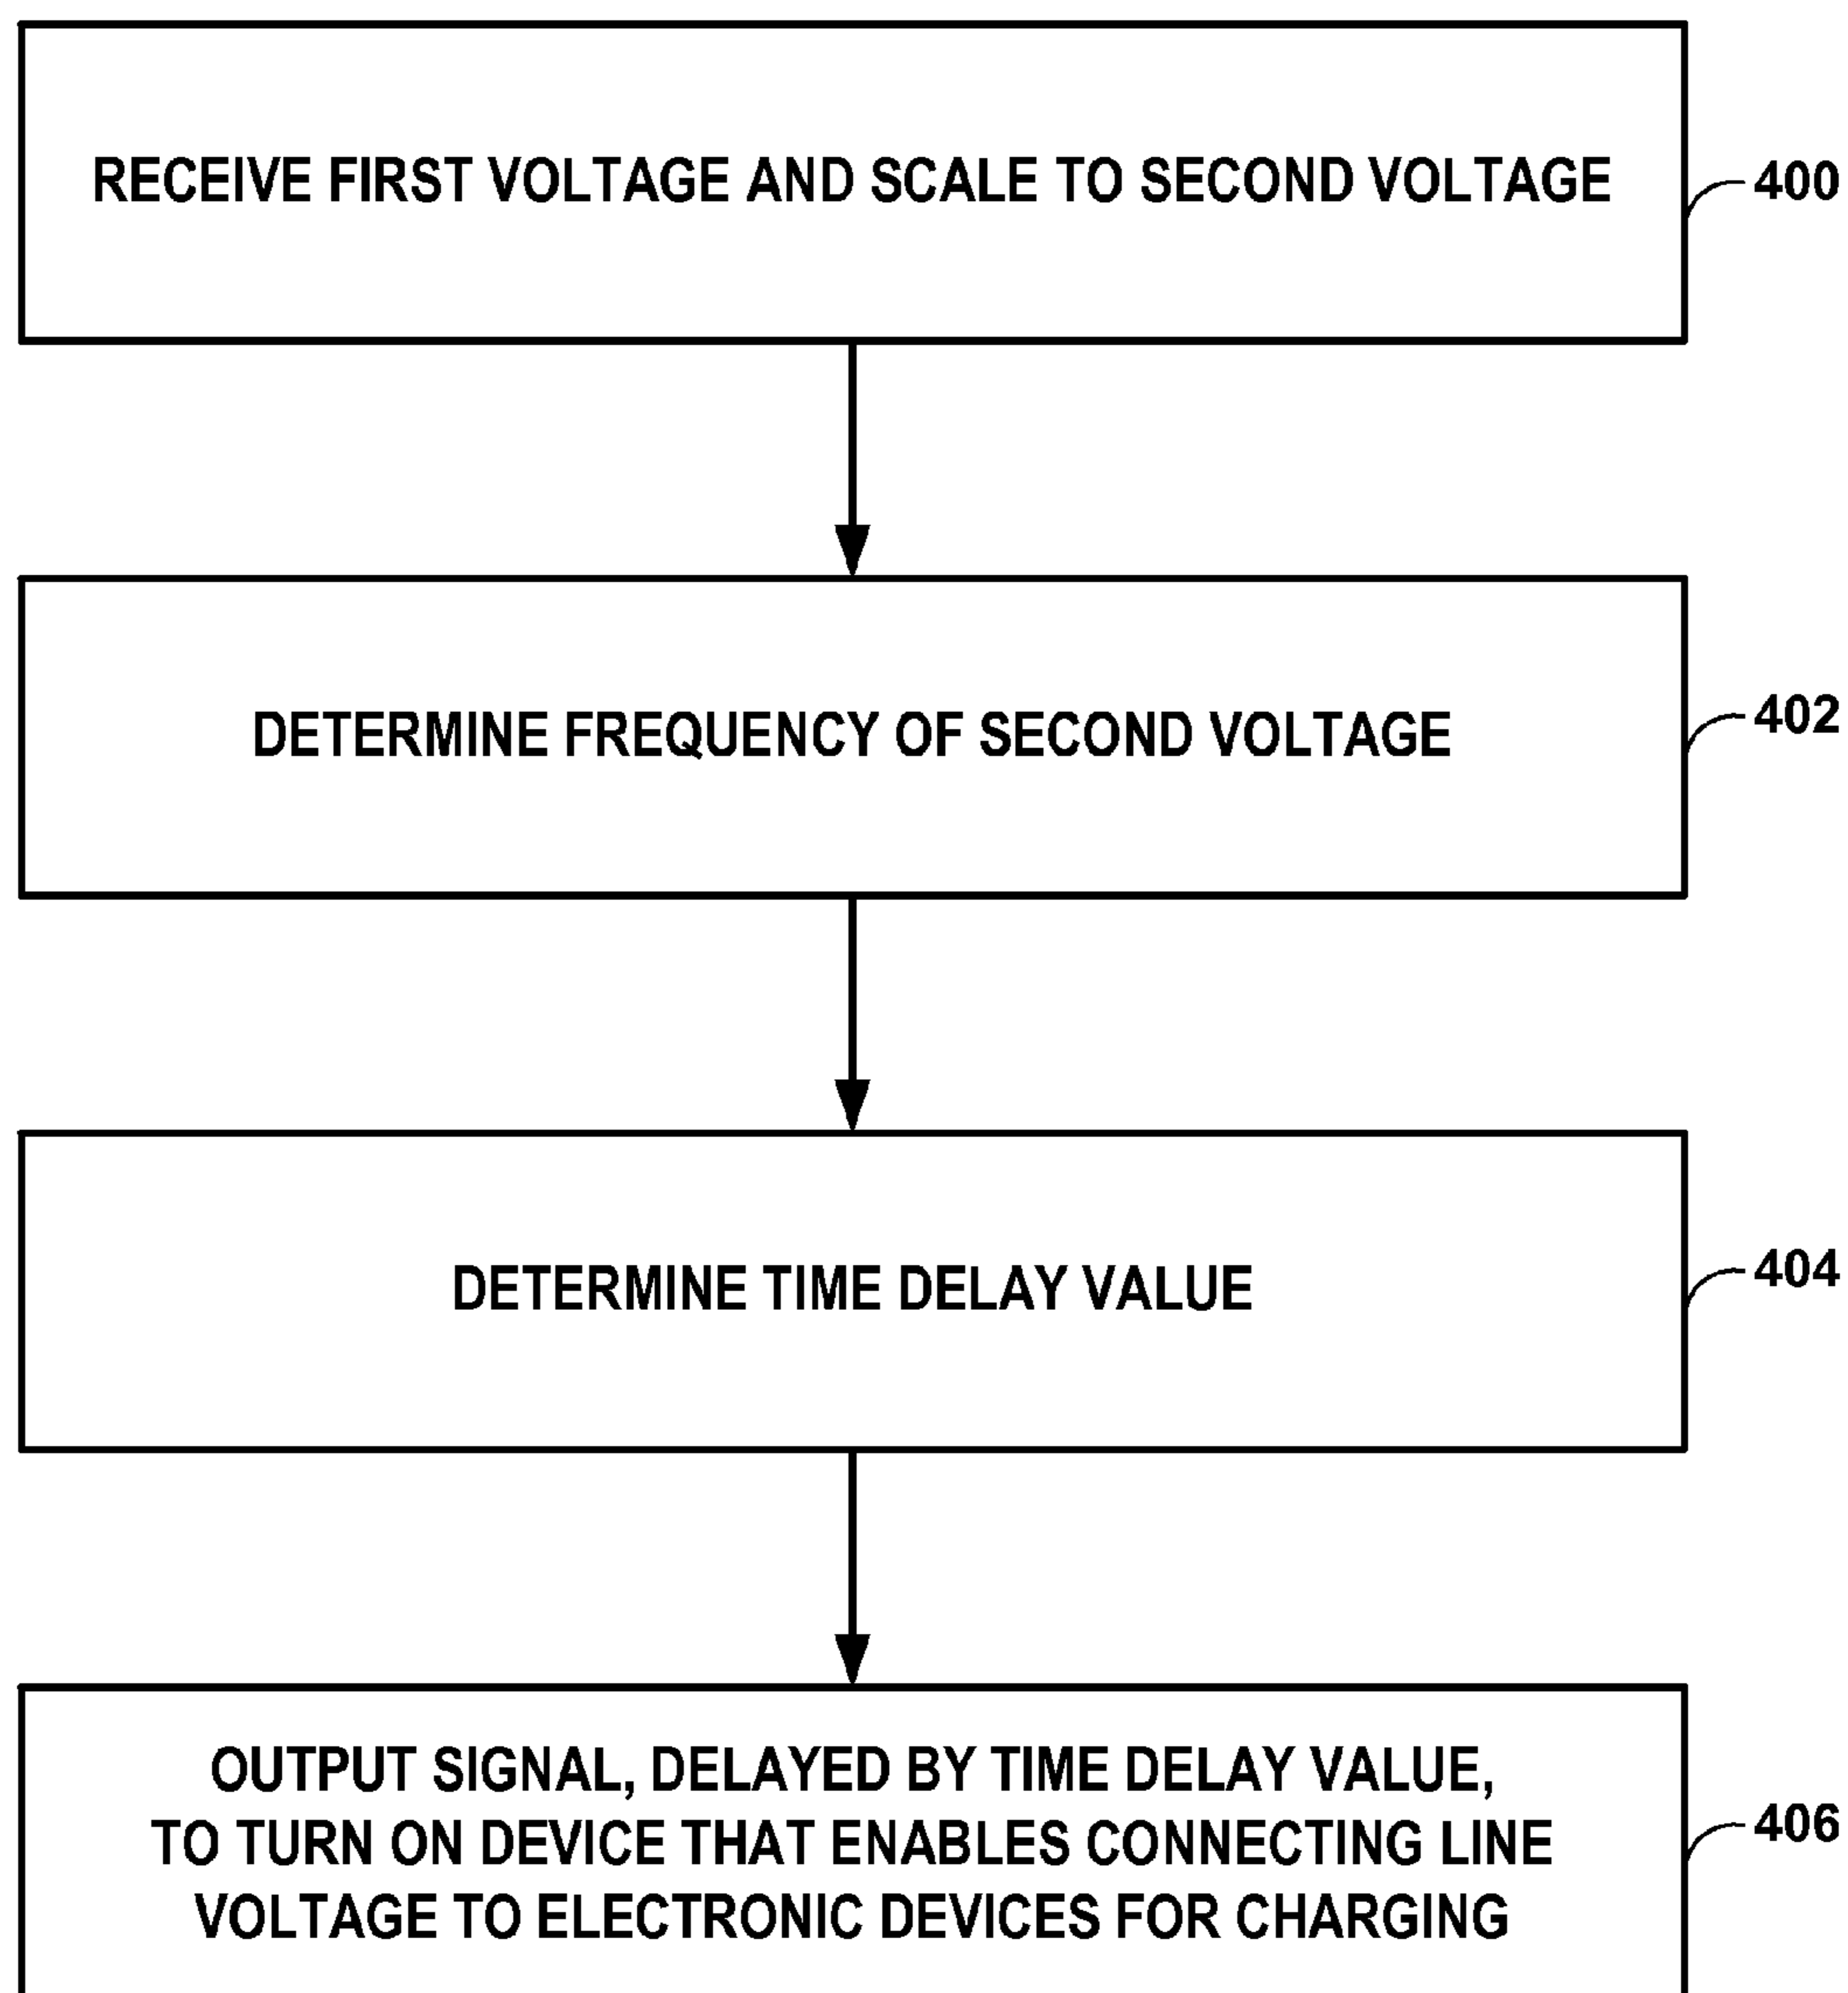 RECEIVE FIRST VOLTAGE AND SCALE TO SECOND VOLTAGE
400
DETERMINE FREQUENCY OF SECOND VOLTAGE
402
DETERMINE TIME DELAY VALUE
404
OUTPUT SIGNAL, DELAYED BY TIME DELAY VALUE,
TO TURN ON DEVICE THAT ENABLES CONNECTING LINE
VOLTAGE TO ELECTRONIC DEVICES FOR CHARGING
406